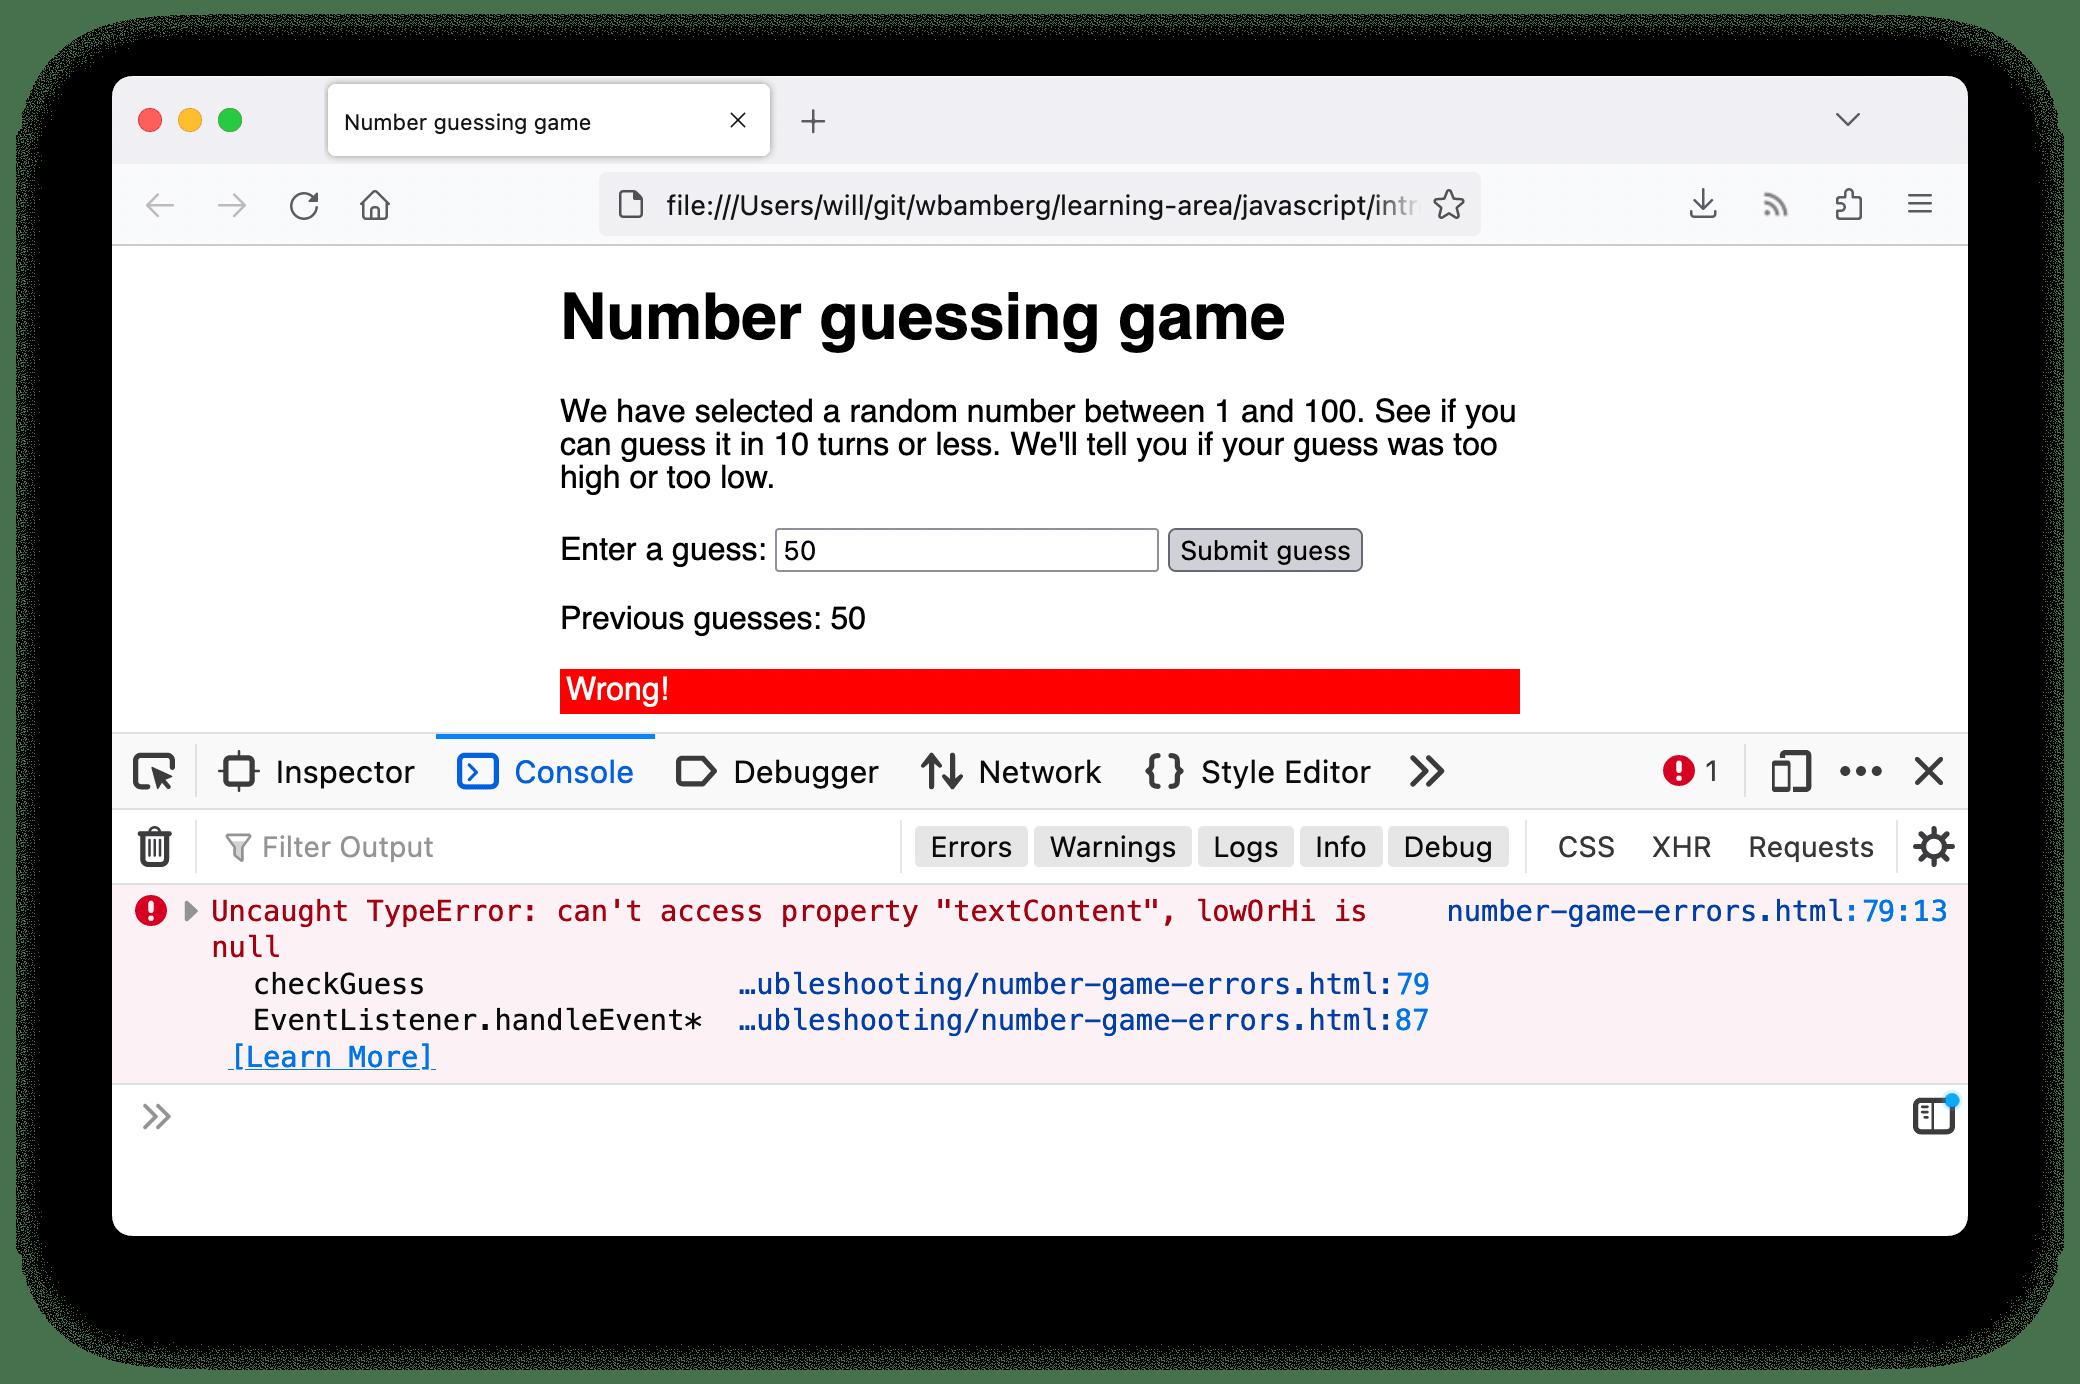 Number guessing game
file:///Users/will/git/wbamberg/learning-area/javascript/intr
Number guessing game
We have selected a random number between 1 and 100. See if you
can guess it in 10 turns or less. We'll tell you if your guess was too
high or too low.
Enter a guess: 50 Submit guess
Previous guesses: 50
Wrong!
Inspector Console Debugger Network Style Editor 1
Filter Output Errors Warnings Logs Info Debug CSS XHR Requests
Uncaught TypeError: can't access property "textContent", lowOrHi is number-game-errors.html:79:13
null
checkGuess …ubleshooting/number-game-errors.html:79
EventListener.handleEvent* …ubleshooting/number-game-errors.html:87
[Learn More]